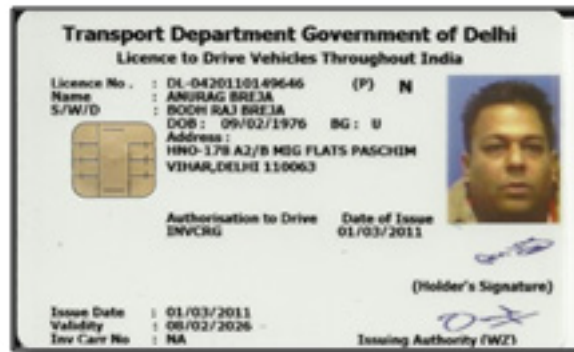 Transport Department Government of Delhi
Licence to Drive Vehicles Throughout India
Licence No. : DL-0420110149646 (P) N
Name : ANURAG BREJA
S/W/D : BODH RAJ BREJA
DOB : 09/02/1976 BG : U
Address :
HNO-178 A2/B MIG FLATS PASCHIM
VIHAR,DELHI 110063
Authorisation to Drive Date of Issue
INVCRG 01/03/2011
(Holder's Signature)
Issue Date : 01/03/2011
Validity : 08/02/2026
Inv Carr No : NA
Issuing Authority (WZ)